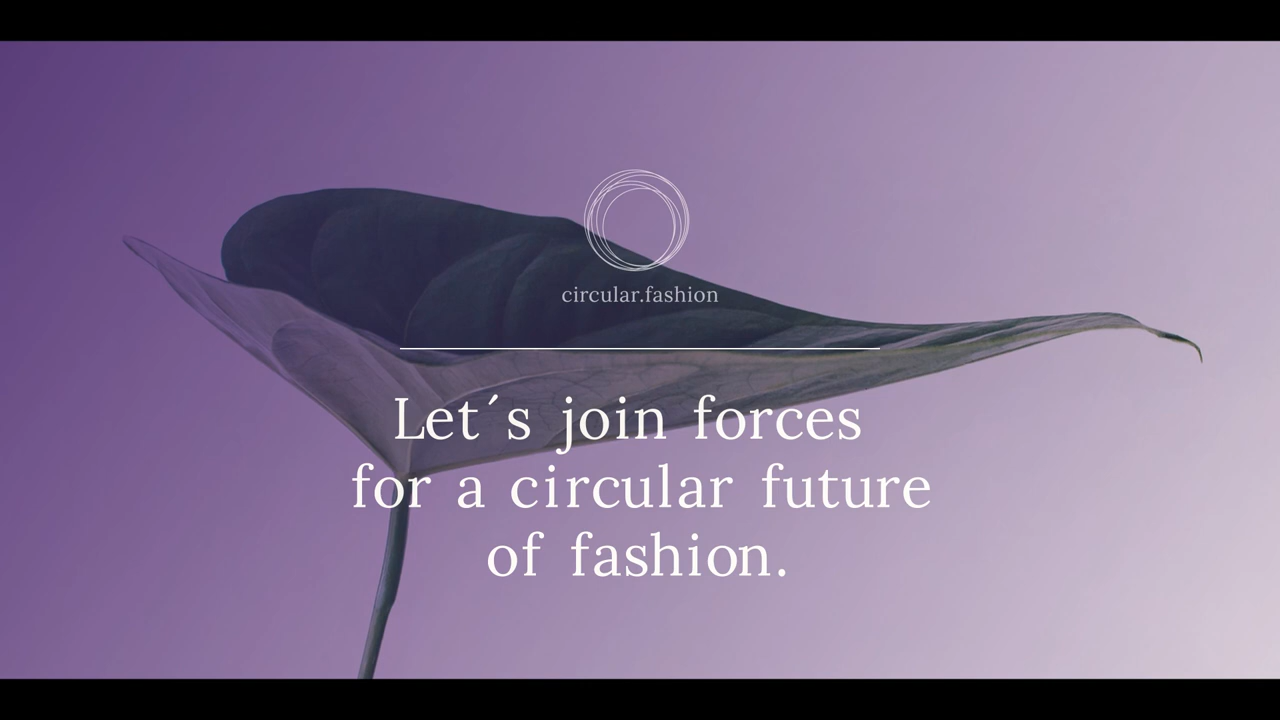 circular.fashion
Let´s join forces
for a circular future
of fashion.